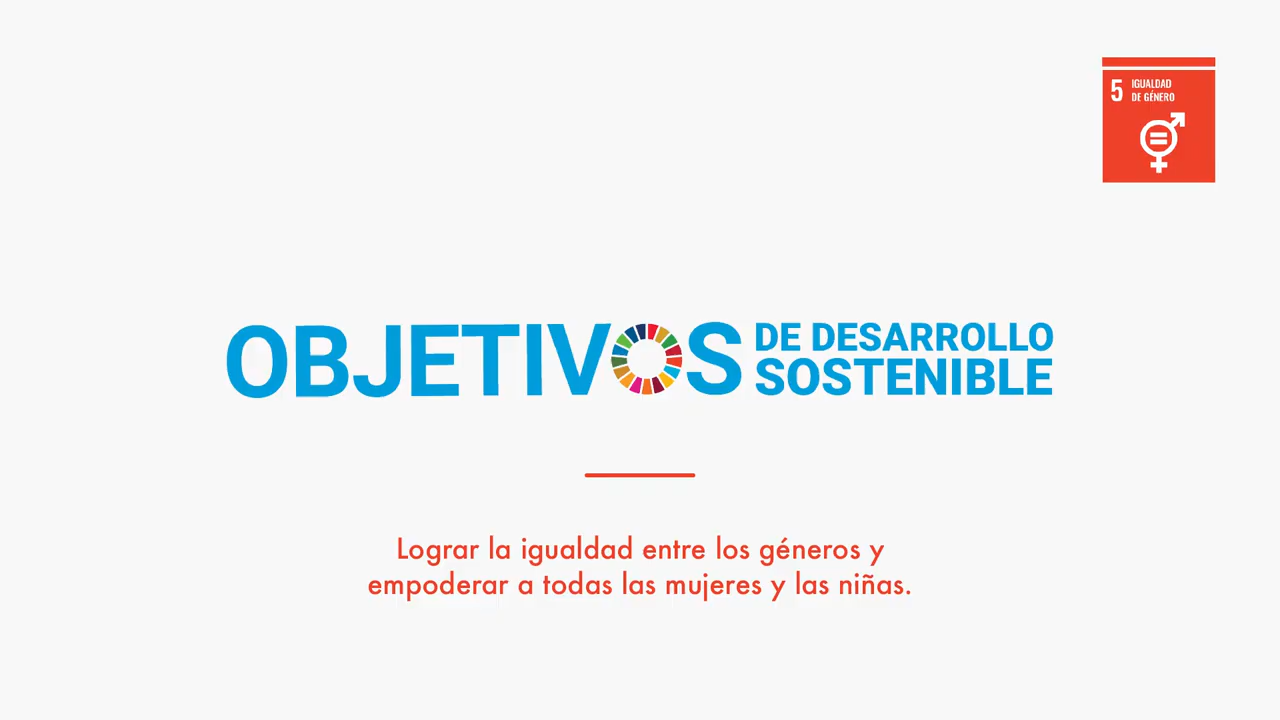 5 IGUALDAD
DE GÉNERO
OBJETIVOS DE DESARROLLO
SOSTENIBLE
Lograr la igualdad entre los géneros y
empoderar a todas las mujeres y las niñas.